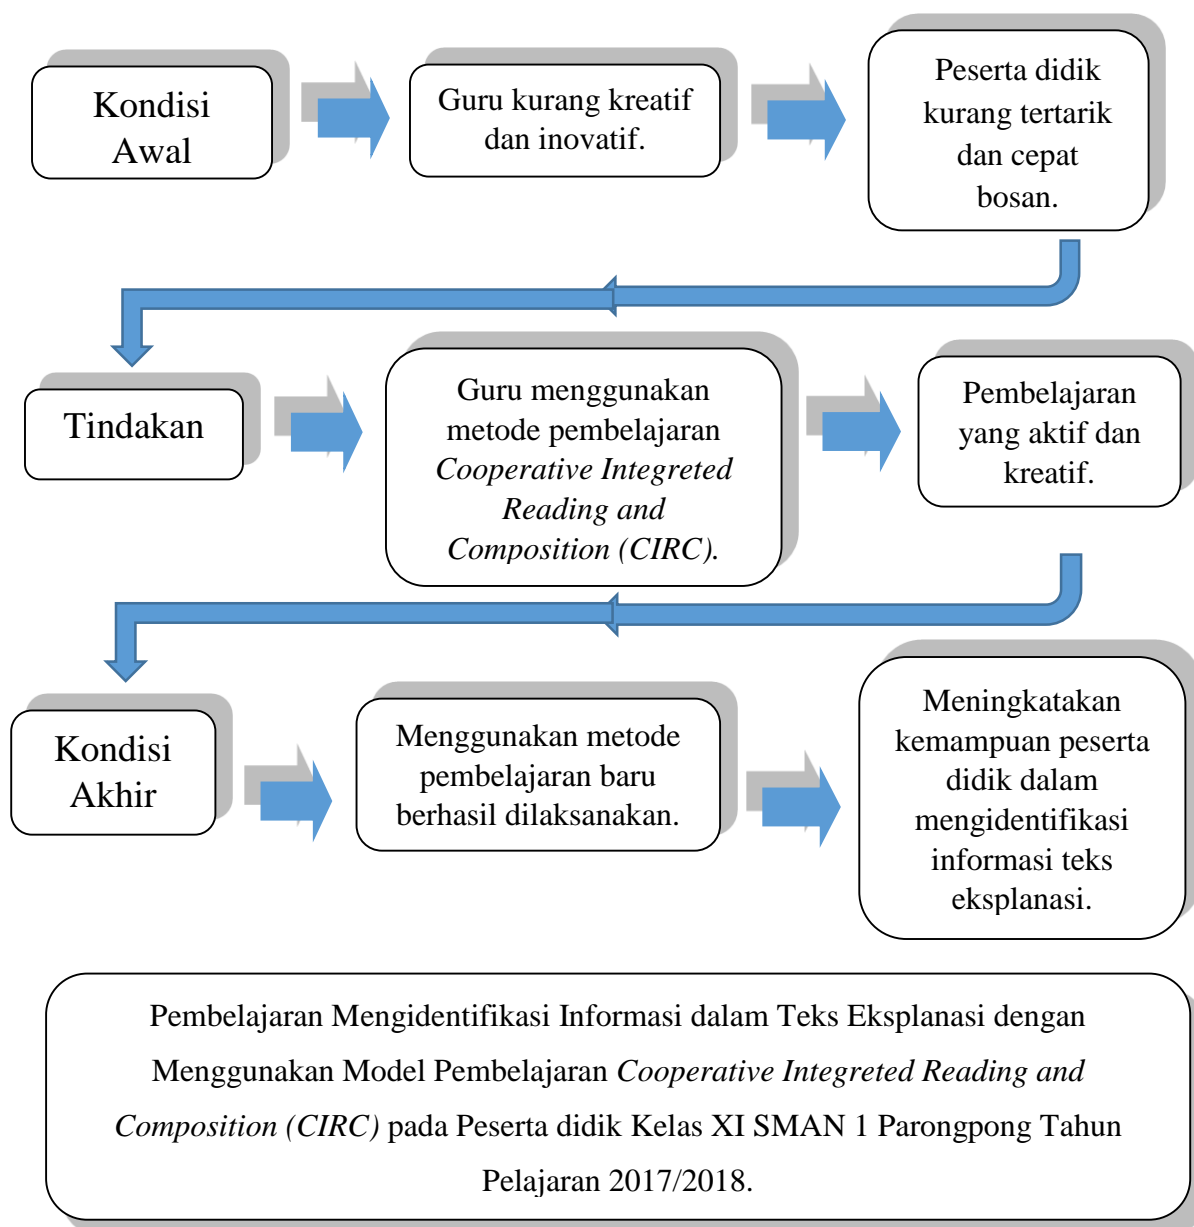 Kondisi
Awal
Guru kurang kreatif
dan inovatif.
Peserta didik
kurang tertarik
dan cepat
bosan.
Tindakan
Guru menggunakan
metode pembelajaran
Cooperative Integreted
Reading and
Composition (CIRC).
Pembelajaran
yang aktif dan
kreatif.
Kondisi
Akhir
Menggunakan metode
pembelajaran baru
berhasil dilaksanakan.
Meningkatakan
kemampuan peserta
didik dalam
mengidentifikasi
informasi teks
eksplanasi.
Pembelajaran Mengidentifikasi Informasi dalam Teks Eksplanasi dengan
Menggunakan Model Pembelajaran Cooperative Integreted Reading and
Composition (CIRC) pada Peserta didik Kelas XI SMAN 1 Parongpong Tahun
Pelajaran 2017/2018.